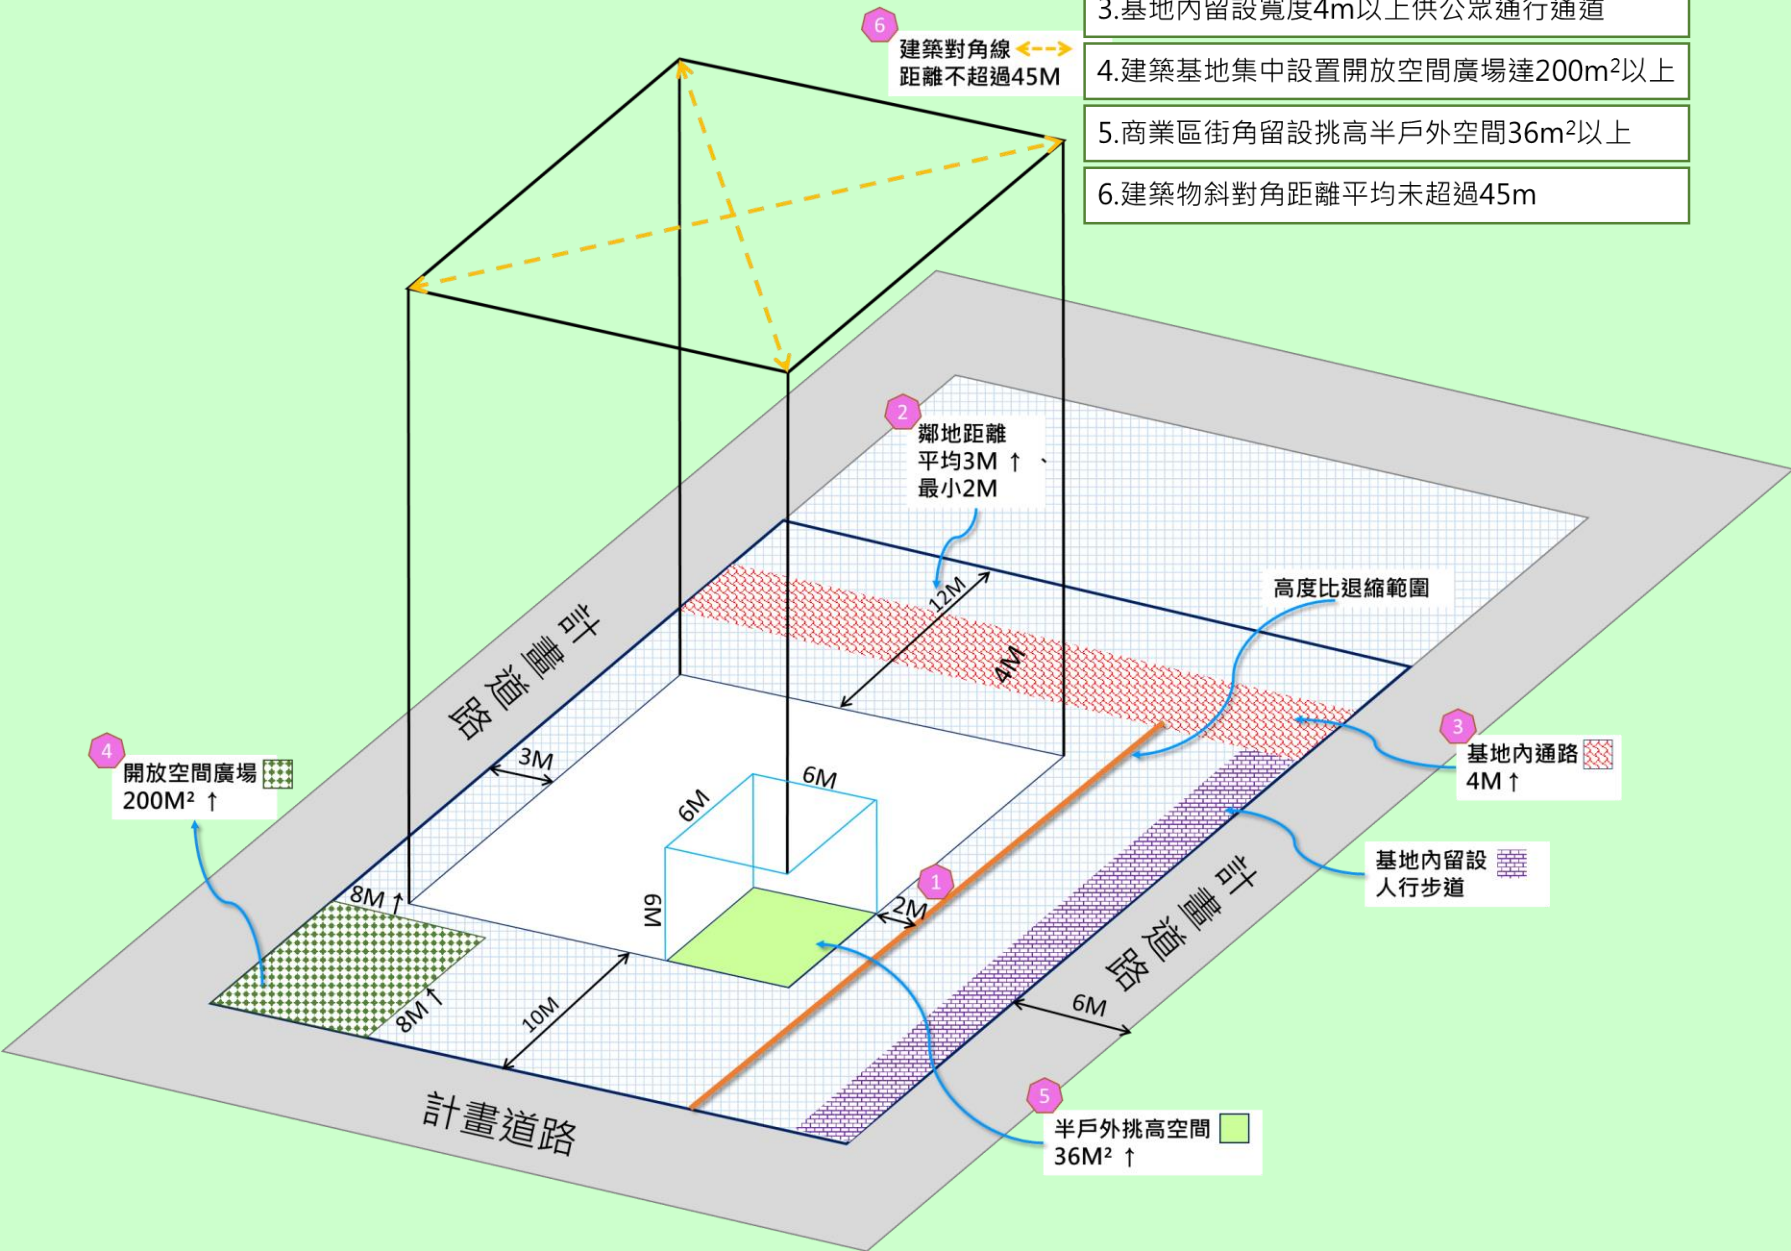 3.基地內留設寬度4m以上供公眾通行通道
4.建築基地集中設置開放空間廣場達200m²以上
5.商業區街角留設挑高半戶外空間36m²以上
6.建築物斜對角距離平均未超過45m
6
建築對角線
距離不超過45M
2
鄰地距離
平均3M ↑ 、
最小2M
12M
高度比退縮範圍
4M
計畫道路
3
基地內通路
4M↑
4
開放空間廣場
200M² ↑
3M
6M
6M
6M
基地內留設
人行步道
1
2M
8M↑
8M↑
10M
計畫道路
6M
5
半戶外挑高空間
36M² ↑
計畫道路